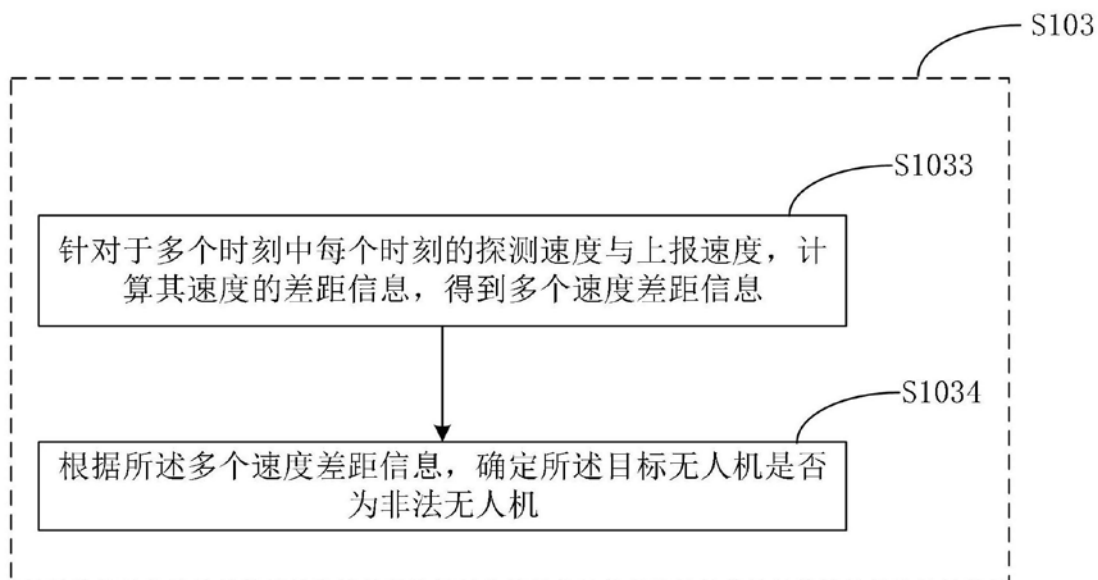 S103
S1033
针对于多个时刻中每个时刻的探测速度与上报速度，计
算其速度的差距信息，得到多个速度差距信息
S1034
根据所述多个速度差距信息，确定所述目标无人机是否
为非法无人机